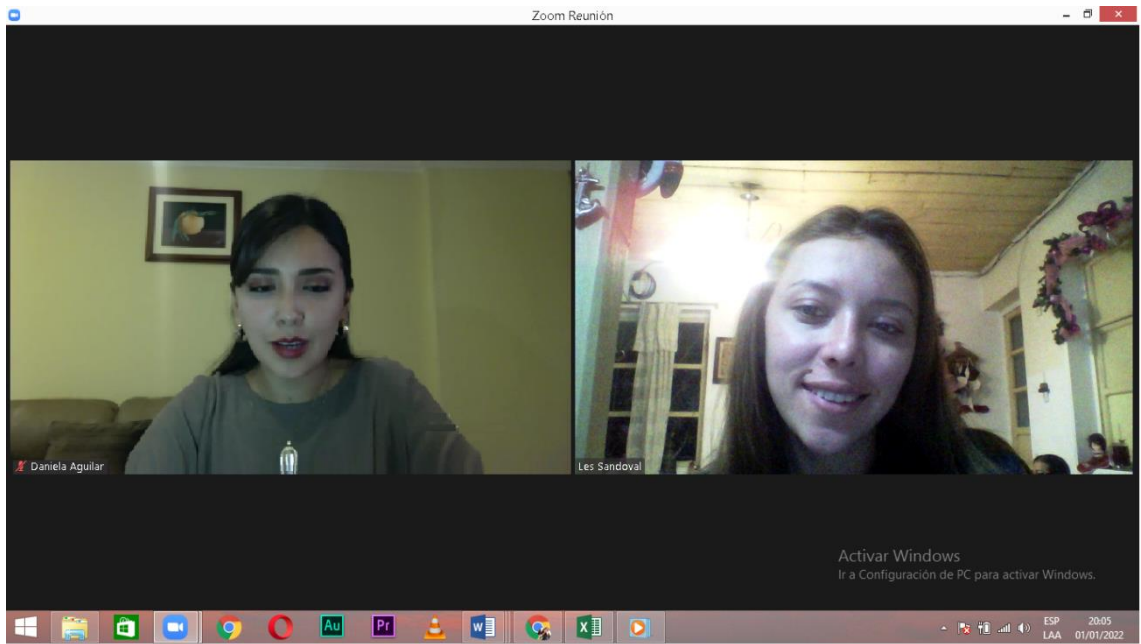 Zoom Reunión
Daniela Aguilar
Les Sandoval
Activar Windows
Ir a Configuración de PC para activar Windows.
Au
Pr
W
X
ESP
20:05
LAA
01/01/2022